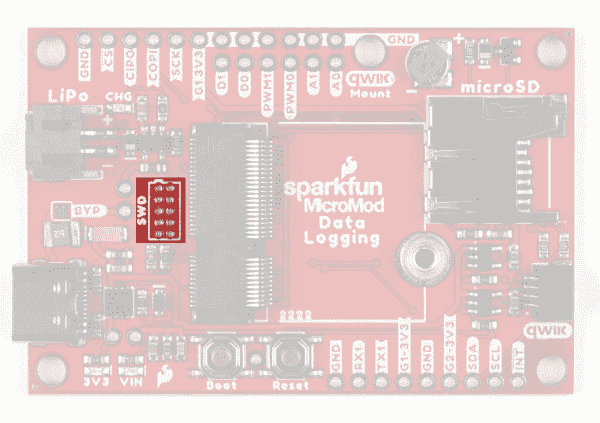 GND
CS
CIPO
COPI
SCK
G1 3V3
D1
D0
PWM1
PWM0
A1
A0
GND
+
qwiic
Mount
-
microSD
LiPo
CHG
+
-
SWD
BYP
sparkfun
MicroMod
Data
Logging
2222
qwiic
3V3
VIN
Boot
Reset
GND
RX1
TX1
G1-3V3
GND
G2-3V3
SDA
SCL
INT